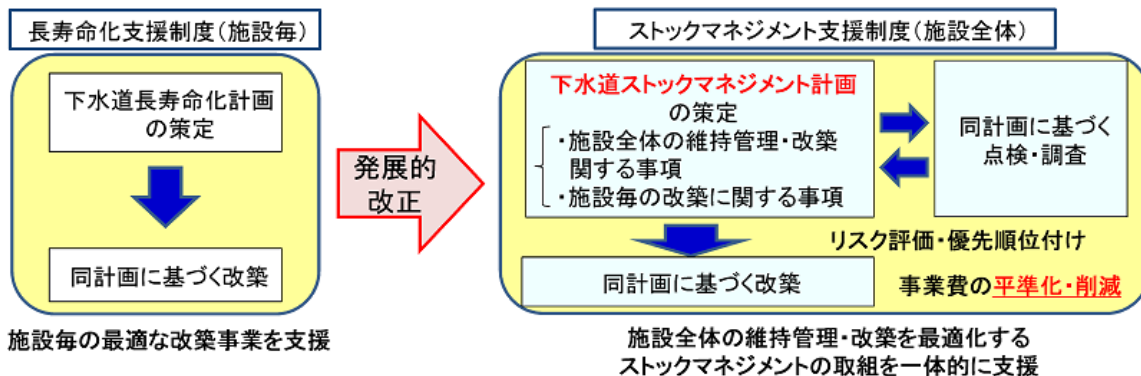 長寿命化支援制度(施設毎)
下水道長寿命化計画
の策定
同計画に基づく改築
施設毎の最適な改築事業を支援
発展的
改正
ストックマネジメント支援制度(施設全体)
下水道ストックマネジメント計画
の策定
・施設全体の維持管理・改築
関する事項
・施設毎の改築に関する事項
同計画に基づく
点検・調査
リスク評価・優先順位付け
同計画に基づく改築
事業費の平準化・削減
施設全体の維持管理・改築を最適化する
ストックマネジメントの取組を一体的に支援